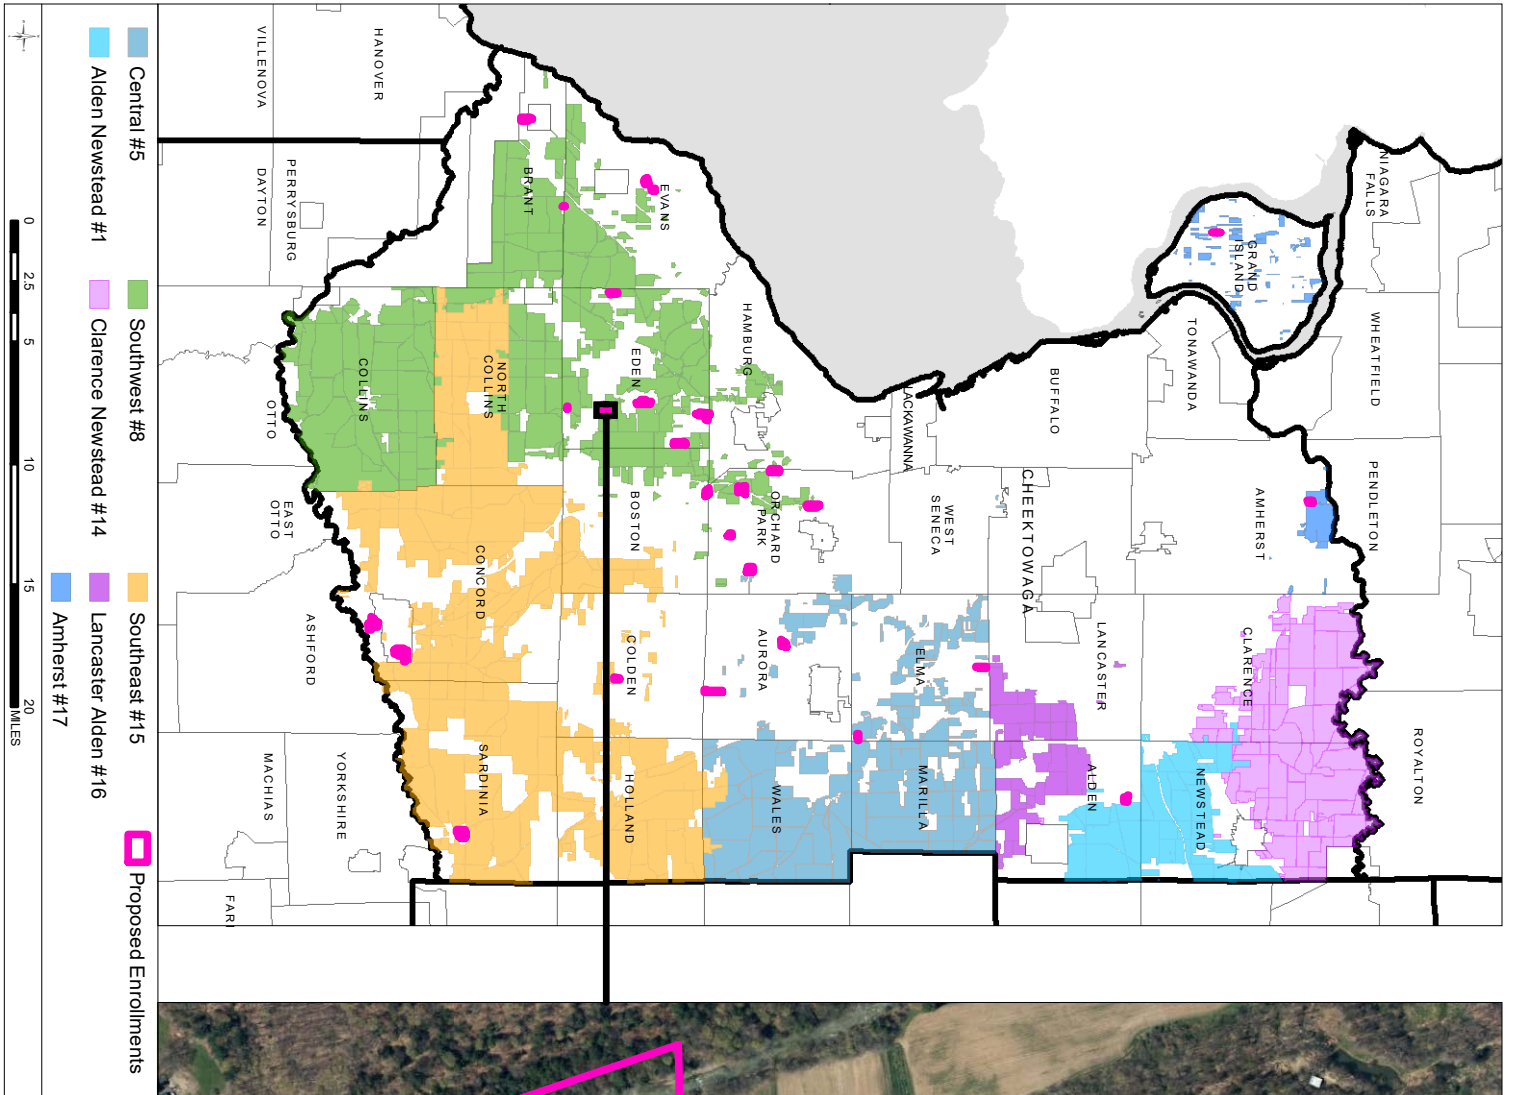 NIAGARA
FALLS
WHEATFIELD
PENDLETON
ROYALTON
GRAND
ISLAND
TONAWANDA
AMHERST
CLARENCE
NEWSTEAD
BUFFALO
CHEEKTOWAGA
LANCASTER
ALDEN
LACKAWANNA
WEST
SENECA
ELMA
MARILLA
HAMBURG
ORCHARD
PARK
AURORA
WALES
EVANS
EDEN
BOSTON
COLDEN
HOLLAND
BRANT
NORTH
COLLINS
CONCORD
SARDINIA
HANOVER
COLLINS
PERRYSBURG
DAYTON
VILLENOVA
OTTO
EAST
OTTO
ASHFORD
YORKSHIRE
MACHIAS
FARI
Central #5
Alden Newstead #1
Southwest #8
Clarence Newstead #14
Southeast #15
Lancaster Alden #16
Amherst #17
Proposed Enrollments
0 2.5 5 10 15 20
MILES